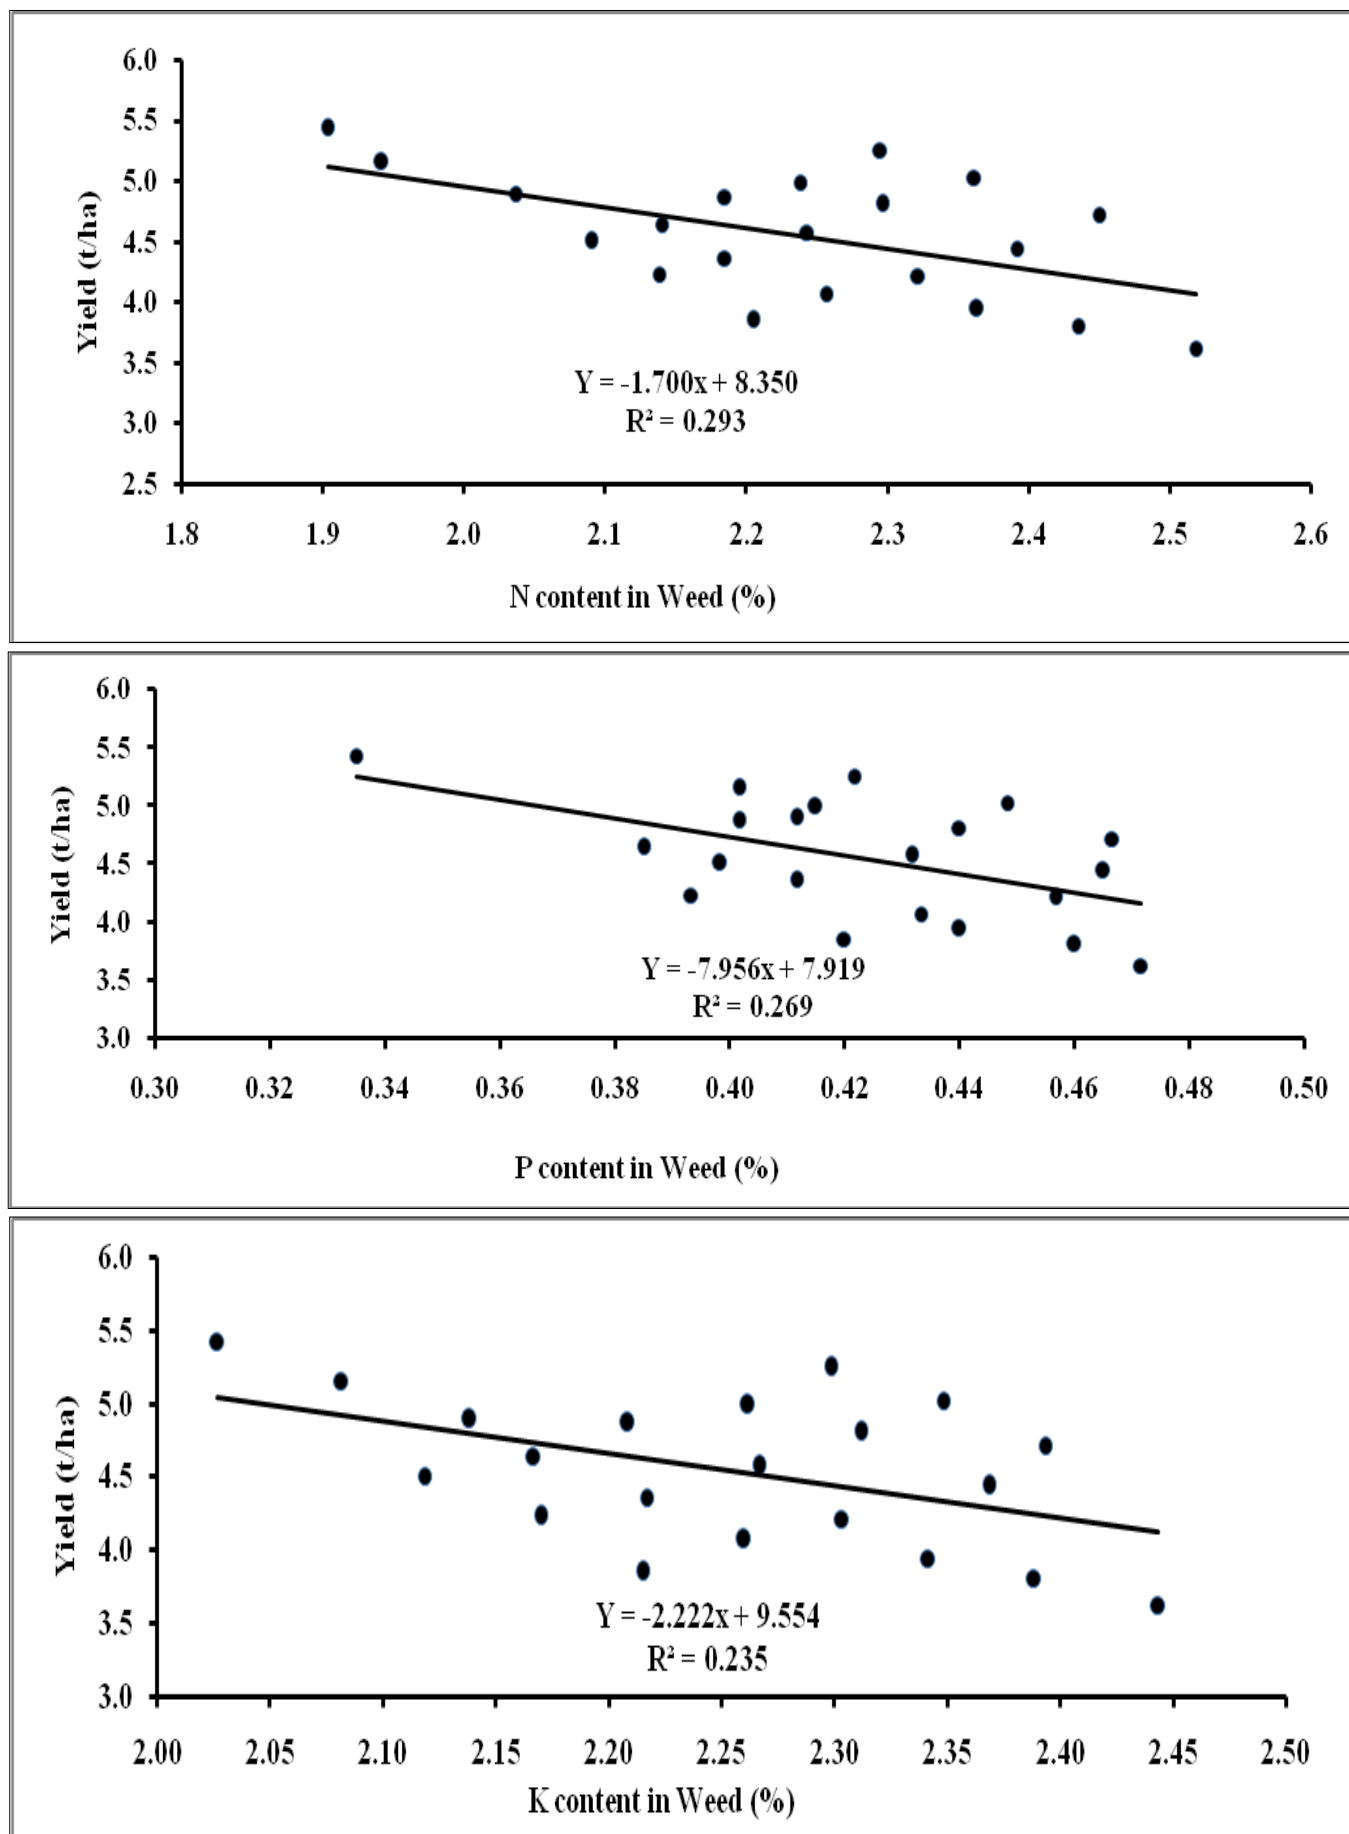 6.0
5.5
5.0
4.5
4.0
3.5
3.0
2.5
Yield (t/ha)
Y = -1.700x + 8.350
R² = 0.293
1.8 1.9 2.0 2.1 2.2 2.3 2.4 2.5 2.6
N content in Weed (%)
6.0
5.5
5.0
4.5
4.0
3.5
3.0
Yield (t/ha)
Y = -7.956x + 7.919
R² = 0.269
0.30 0.32 0.34 0.36 0.38 0.40 0.42 0.44 0.46 0.48 0.50
P content in Weed (%)
6.0
5.5
5.0
4.5
4.0
3.5
3.0
Yield (t/ha)
Y = -2.222x + 9.554
R² = 0.235
2.00 2.05 2.10 2.15 2.20 2.25 2.30 2.35 2.40 2.45 2.50
K content in Weed (%)